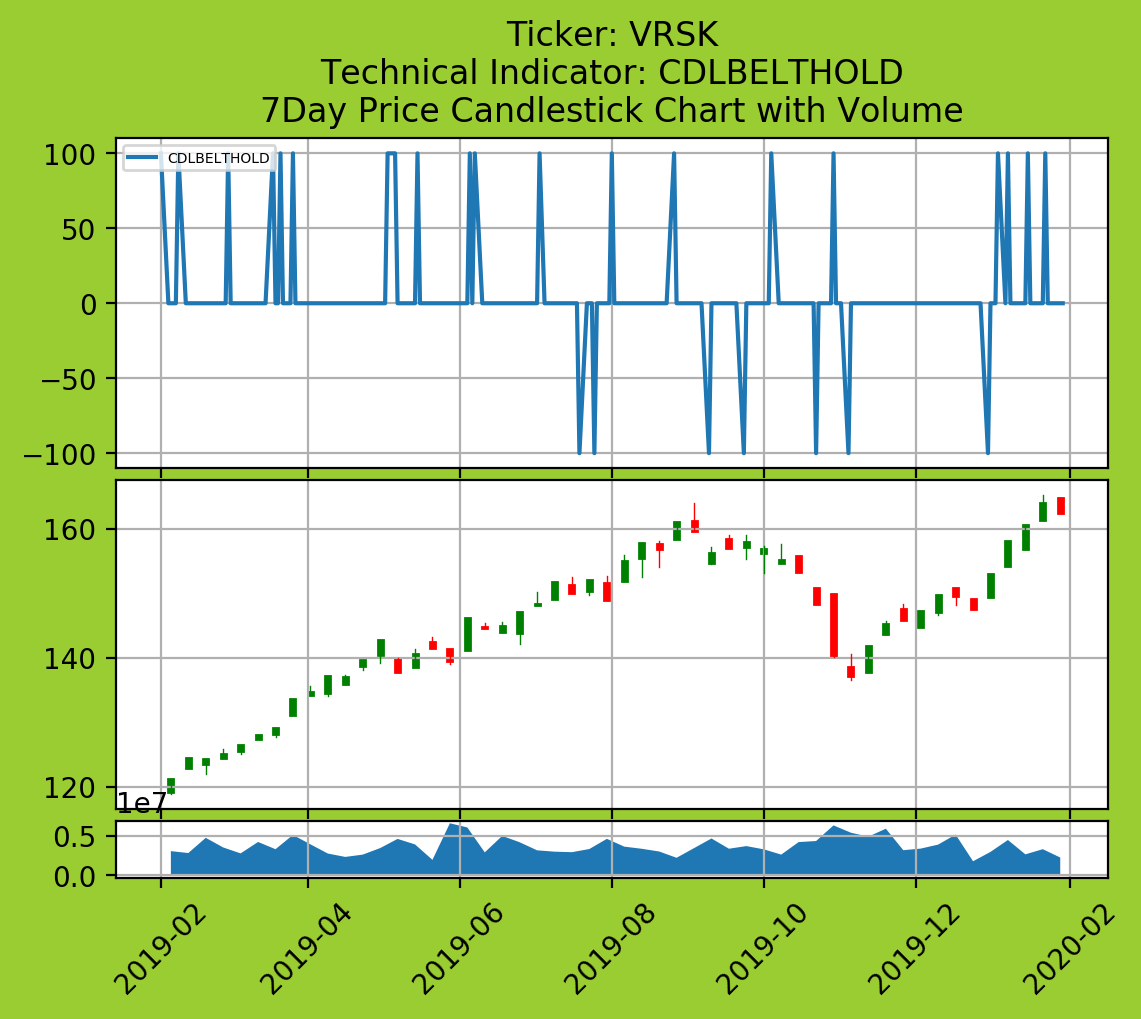 Ticker: VRSK
Technical Indicator: CDLBELTHOLD
7Day Price Candlestick Chart with Volume
CDLBELTHOLD
100
50
0
−50
−100
160
140
120
1e7
0.5
0.0
2019-02 2019-04 2019-06 2019-08 2019-10 2019-12 2020-02